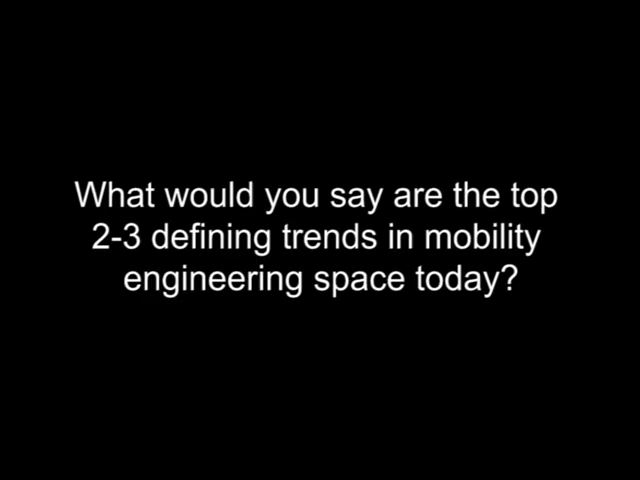 What would you say are the top
2-3 defining trends in mobility
engineering space today?